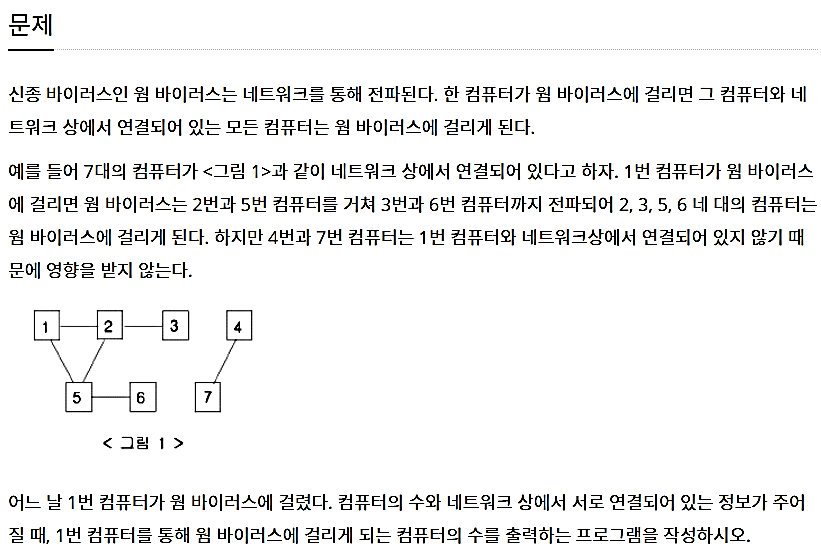 문제
신종 바이러스인 웜 바이러스는 네트워크를 통해 전파된다. 한 컴퓨터가 웜 바이러스에 걸리면 그 컴퓨터와 네
트워크 상에서 연결되어 있는 모든 컴퓨터는 웜 바이러스에 걸리게 된다.
예를 들어 7대의 컴퓨터가 <그림 1>과 같이 네트워크 상에서 연결되어 있다고 하자. 1번 컴퓨터가 웜 바이러스
에 걸리면 웜 바이러스는 2번과 5번 컴퓨터를 거쳐 3번과 6번 컴퓨터까지 전파되어 2, 3, 5, 6 네 대의 컴퓨터는
웜 바이러스에 걸리게 된다. 하지만 4번과 7번 컴퓨터는 1번 컴퓨터와 네트워크상에서 연결되어 있지 않기 때
문에 영향을 받지 않는다.
1 2 3 4
5 6 7
< 그림 1 >
어느 날 1번 컴퓨터가 웜 바이러스에 걸렸다. 컴퓨터의 수와 네트워크 상에서 서로 연결되어 있는 정보가 주어
질 때, 1번 컴퓨터를 통해 웜 바이러스에 걸리게 되는 컴퓨터의 수를 출력하는 프로그램을 작성하시오.